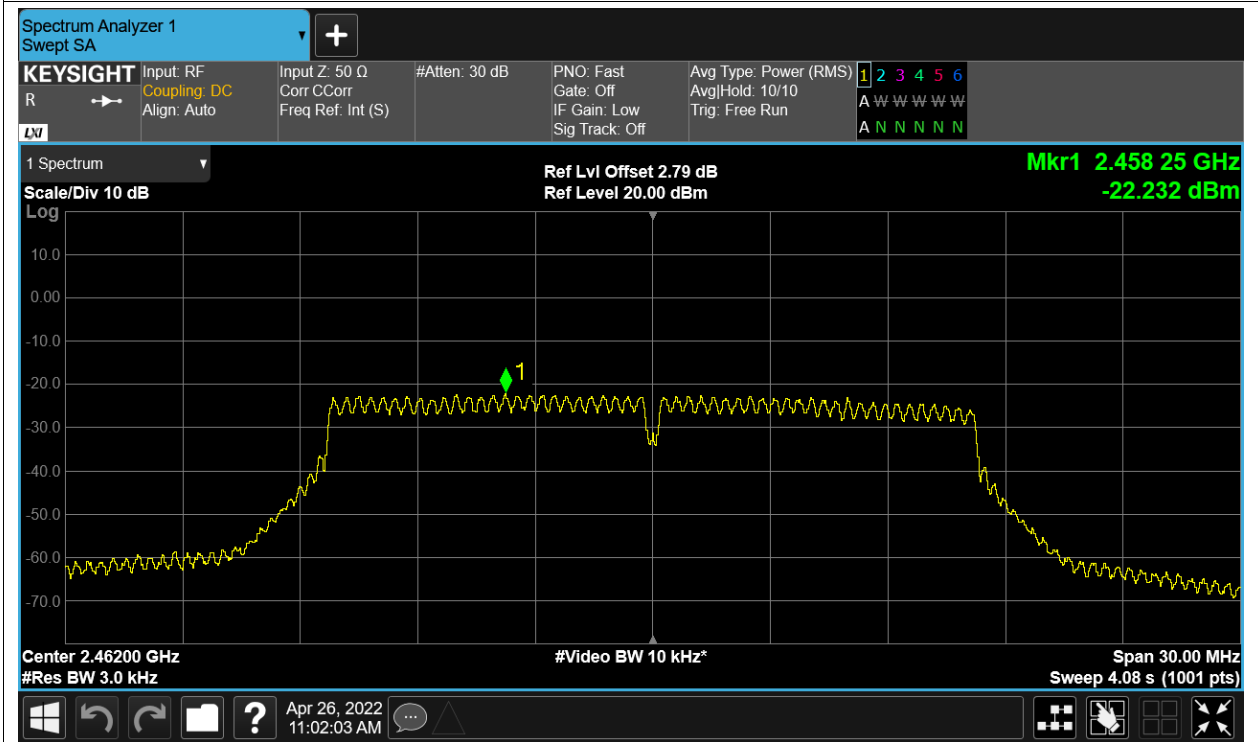 Spectrum Analyzer 1
Swept SA
+
KEYSIGHT
R
LXI
Input: RF
Coupling: DC
Align: Auto
Input Z: 50 Ω
Corr CCorr
Freq Ref: Int (S)
#Atten: 30 dB
PNO: Fast
Gate: Off
IF Gain: Low
Sig Track: Off
Avg Type: Power (RMS)
Avg|Hold: 10/10
Trig: Free Run
1 2 3 4 5 6
A W W W W W
A N N N N N
1 Spectrum
Scale/Div 10 dB
Log
Ref Lvl Offset 2.79 dB
Ref Level 20.00 dBm
Mkr1 2.458 25 GHz
-22.232 dBm
10.0
0.00
-10.0
-20.0
-30.0
-40.0
-50.0
-60.0
-70.0
1
Center 2.46200 GHz
#Res BW 3.0 kHz
#Video BW 10 kHz*
Span 30.00 MHz
Sweep 4.08 s (1001 pts)
?
Apr 26, 2022
11:02:03 AM